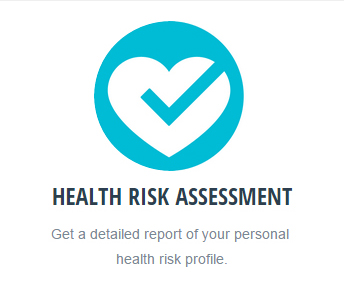 HEALTH RISK ASSESSMENT
Get a detailed report of your personal
health risk profile.